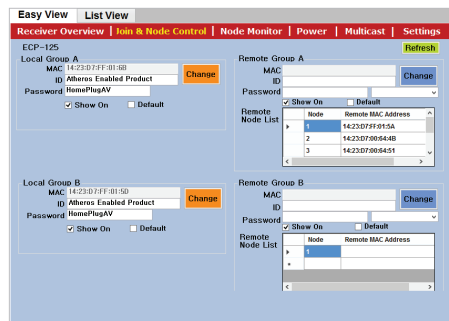 Easy View List View
Receiver Overview | Join & Node Control | Node Monitor | Power | Multicast | Settings
ECP-125 Refresh
Local Group A
MAC 14:23:D7:FF:01:6B
ID Atheros Enabled Product
Password HomePlugAV
Change
Show On Default
Remote Group A
MAC
ID
Password
Change
Show On Default
Remote Node List
Node Remote MAC Address
1 14:23:D7:FF:01:5A
2 14:23:D7:00:64:4B
3 14:23:D7:00:64:51
Local Group B
MAC 14:23:D7:FF:01:5D
ID Atheros Enabled Product
Password HomePlugAV
Change
Show On Default
Remote Group B
MAC
ID
Password
Change
Show On Default
Remote Node List
Node Remote MAC Address
1
*